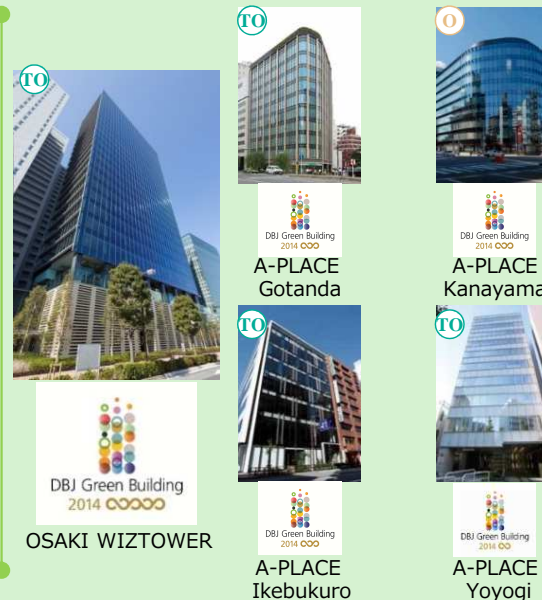 TO
DBJ Green Building
2014
OSAKI WIZTOWER
TO
DBJ Green Building
2014
A-PLACE
Gotanda
O
DBJ Green Building
2014
A-PLACE
Kanayama
TO
DBJ Green Building
2014
A-PLACE
Ikebukuro
TO
DBJ Green Building
2014
A-PLACE
Yoyogi